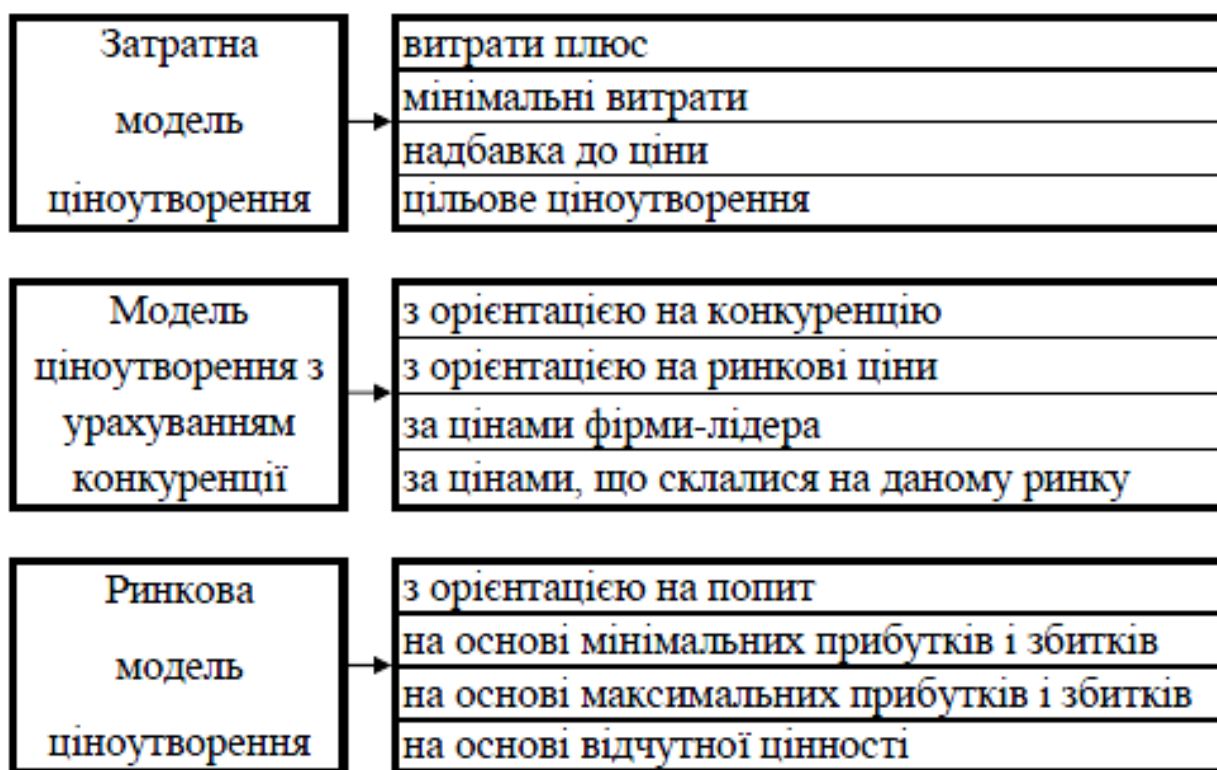 Затратна
модель
ціноутворення
витрати плюс
мінімальні витрати
надбавка до ціни
цільове ціноутворення
Модель
ціноутворення з
урахуванням
конкуренції
з орієнтацією на конкуренцію
з орієнтацією на ринкові ціни
за цінами фірми-лідера
за цінами, що склалися на даному ринку
Ринкова
модель
ціноутворення
з орієнтацією на попит
на основі мінімальних прибутків і збитків
на основі максимальних прибутків і збитків
на основі відчутної цінності